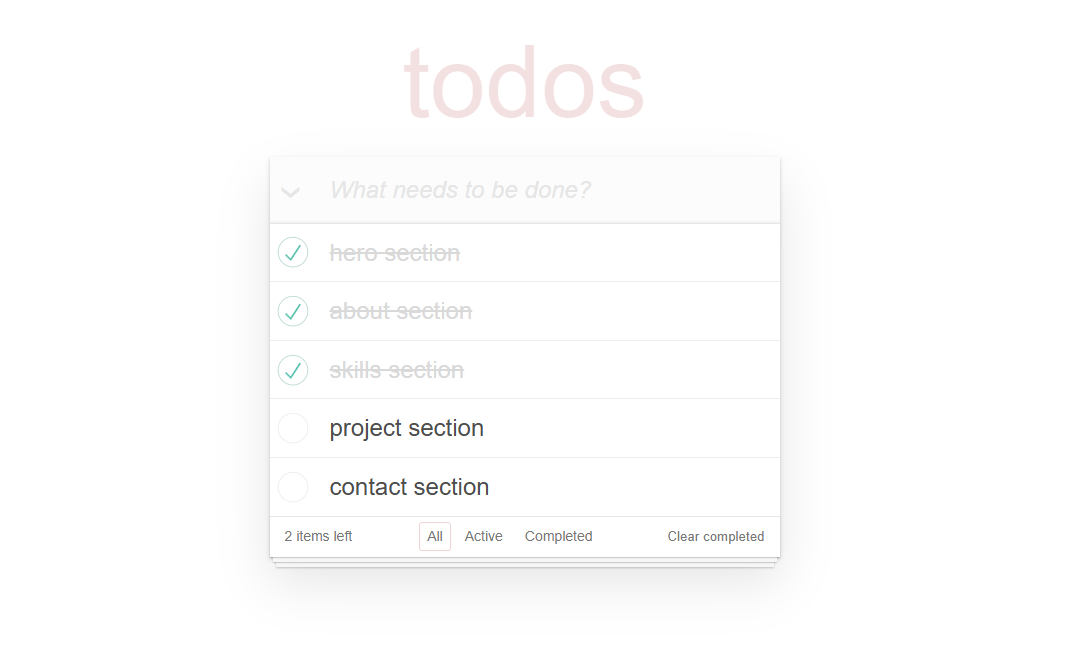 todos
What needs to be done?
hero section
about section
skills section
project section
contact section
2 items left All Active Completed Clear completed